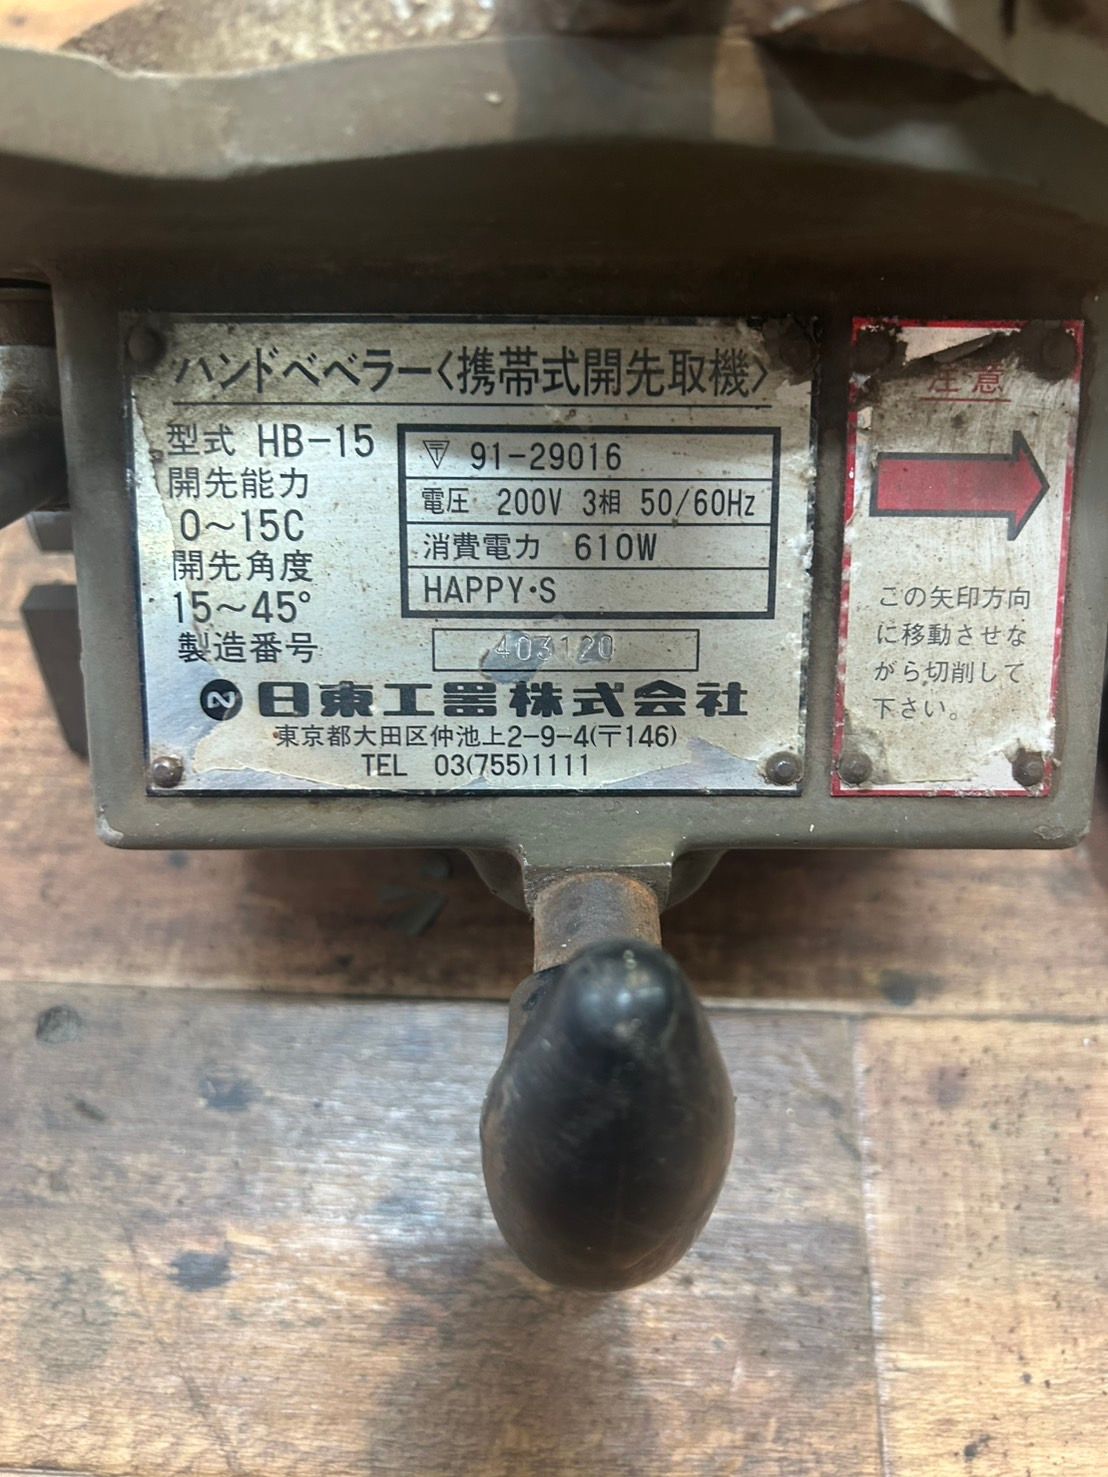 ハンドベベラー〈携帯式開先取機〉
型式 HB-15
開先能力
0～15C
開先角度
15～45°
製造番号
〒 91-29016
電圧 200V 3相 50/60Hz
消費電力 610W
HAPPY・S
403120
日東工器株式会社
東京都大田区仲池上2-9-4(〒146)
TEL 03(755)1111
注意
この矢印方向
に移動させな
がら切削して
下さい。